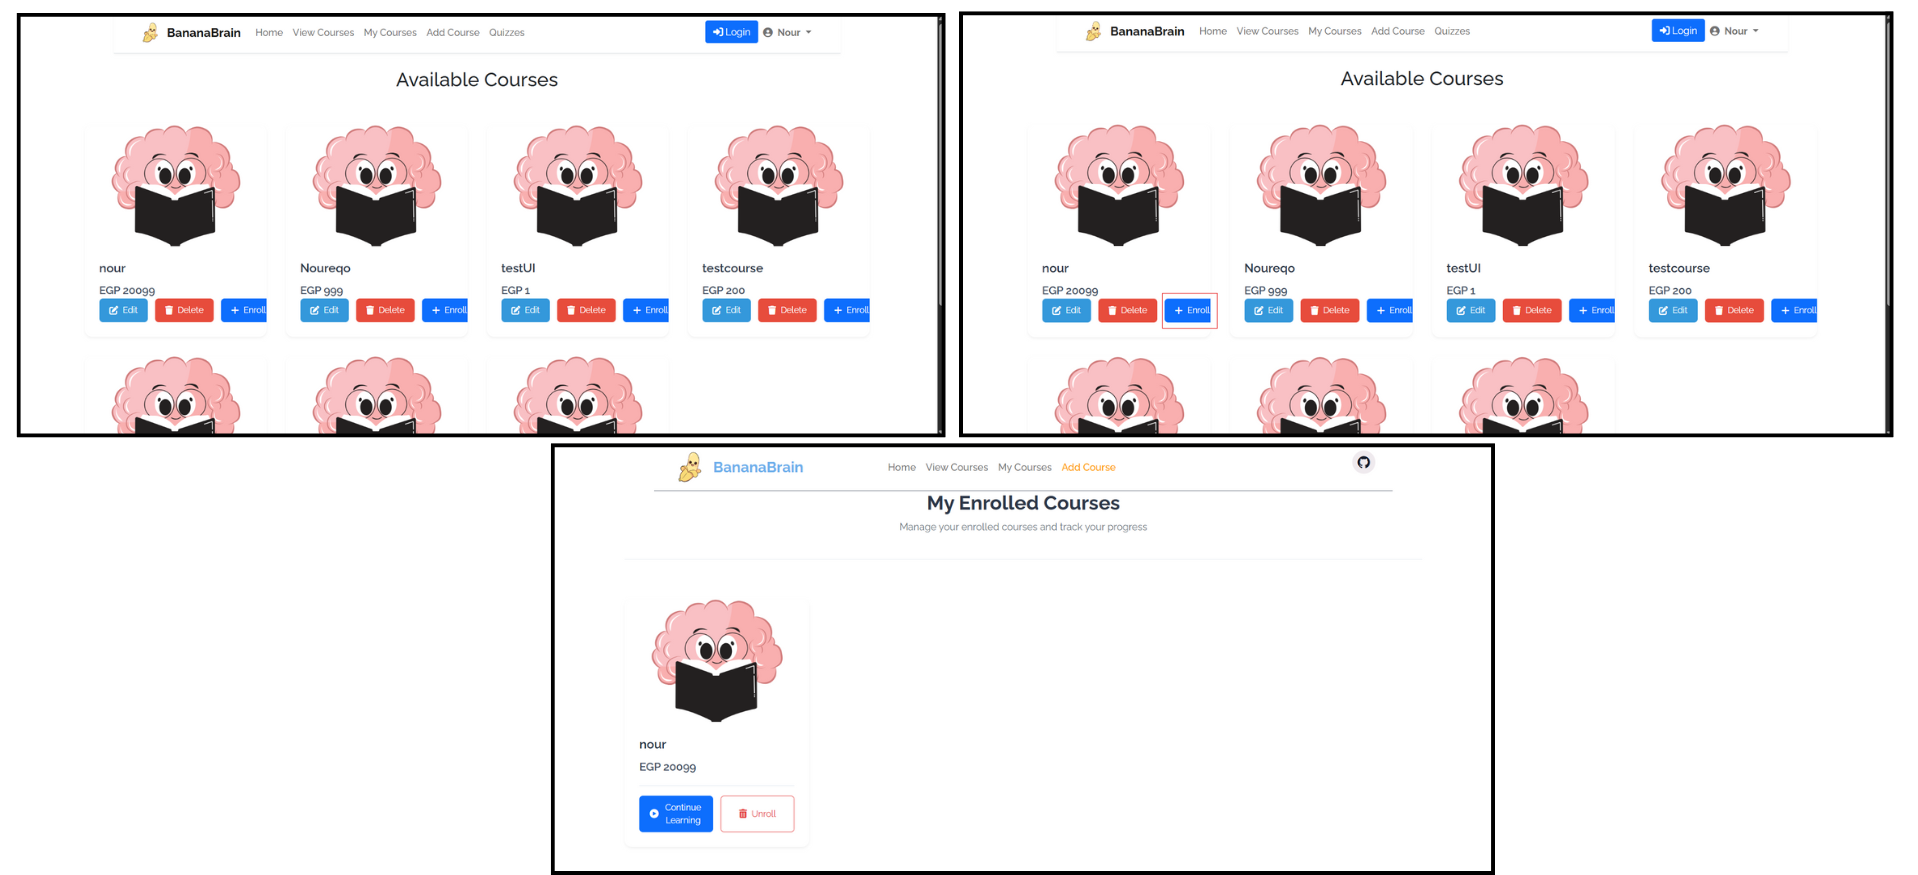 BananaBrain Home View Courses My Courses Add Course Quizzes Login Nour
Available Courses
nour Noureqo testUI testcourse
EGP 20099 EGP 999 EGP 1 EGP 200
Edit Delete + Enroll Edit Delete + Enroll Edit Delete + Enroll Edit Delete + Enroll
BananaBrain Home View Courses My Courses Add Course Quizzes Login Nour
Available Courses
nour Noureqo testUI testcourse
EGP 20099 EGP 999 EGP 1 EGP 200
Edit Delete + Enroll Edit Delete + Enroll Edit Delete + Enroll Edit Delete + Enroll
BananaBrain Home View Courses My Courses Add Course
My Enrolled Courses
Manage your enrolled courses and track your progress
nour
EGP 20099
Continue
Learning
Unroll